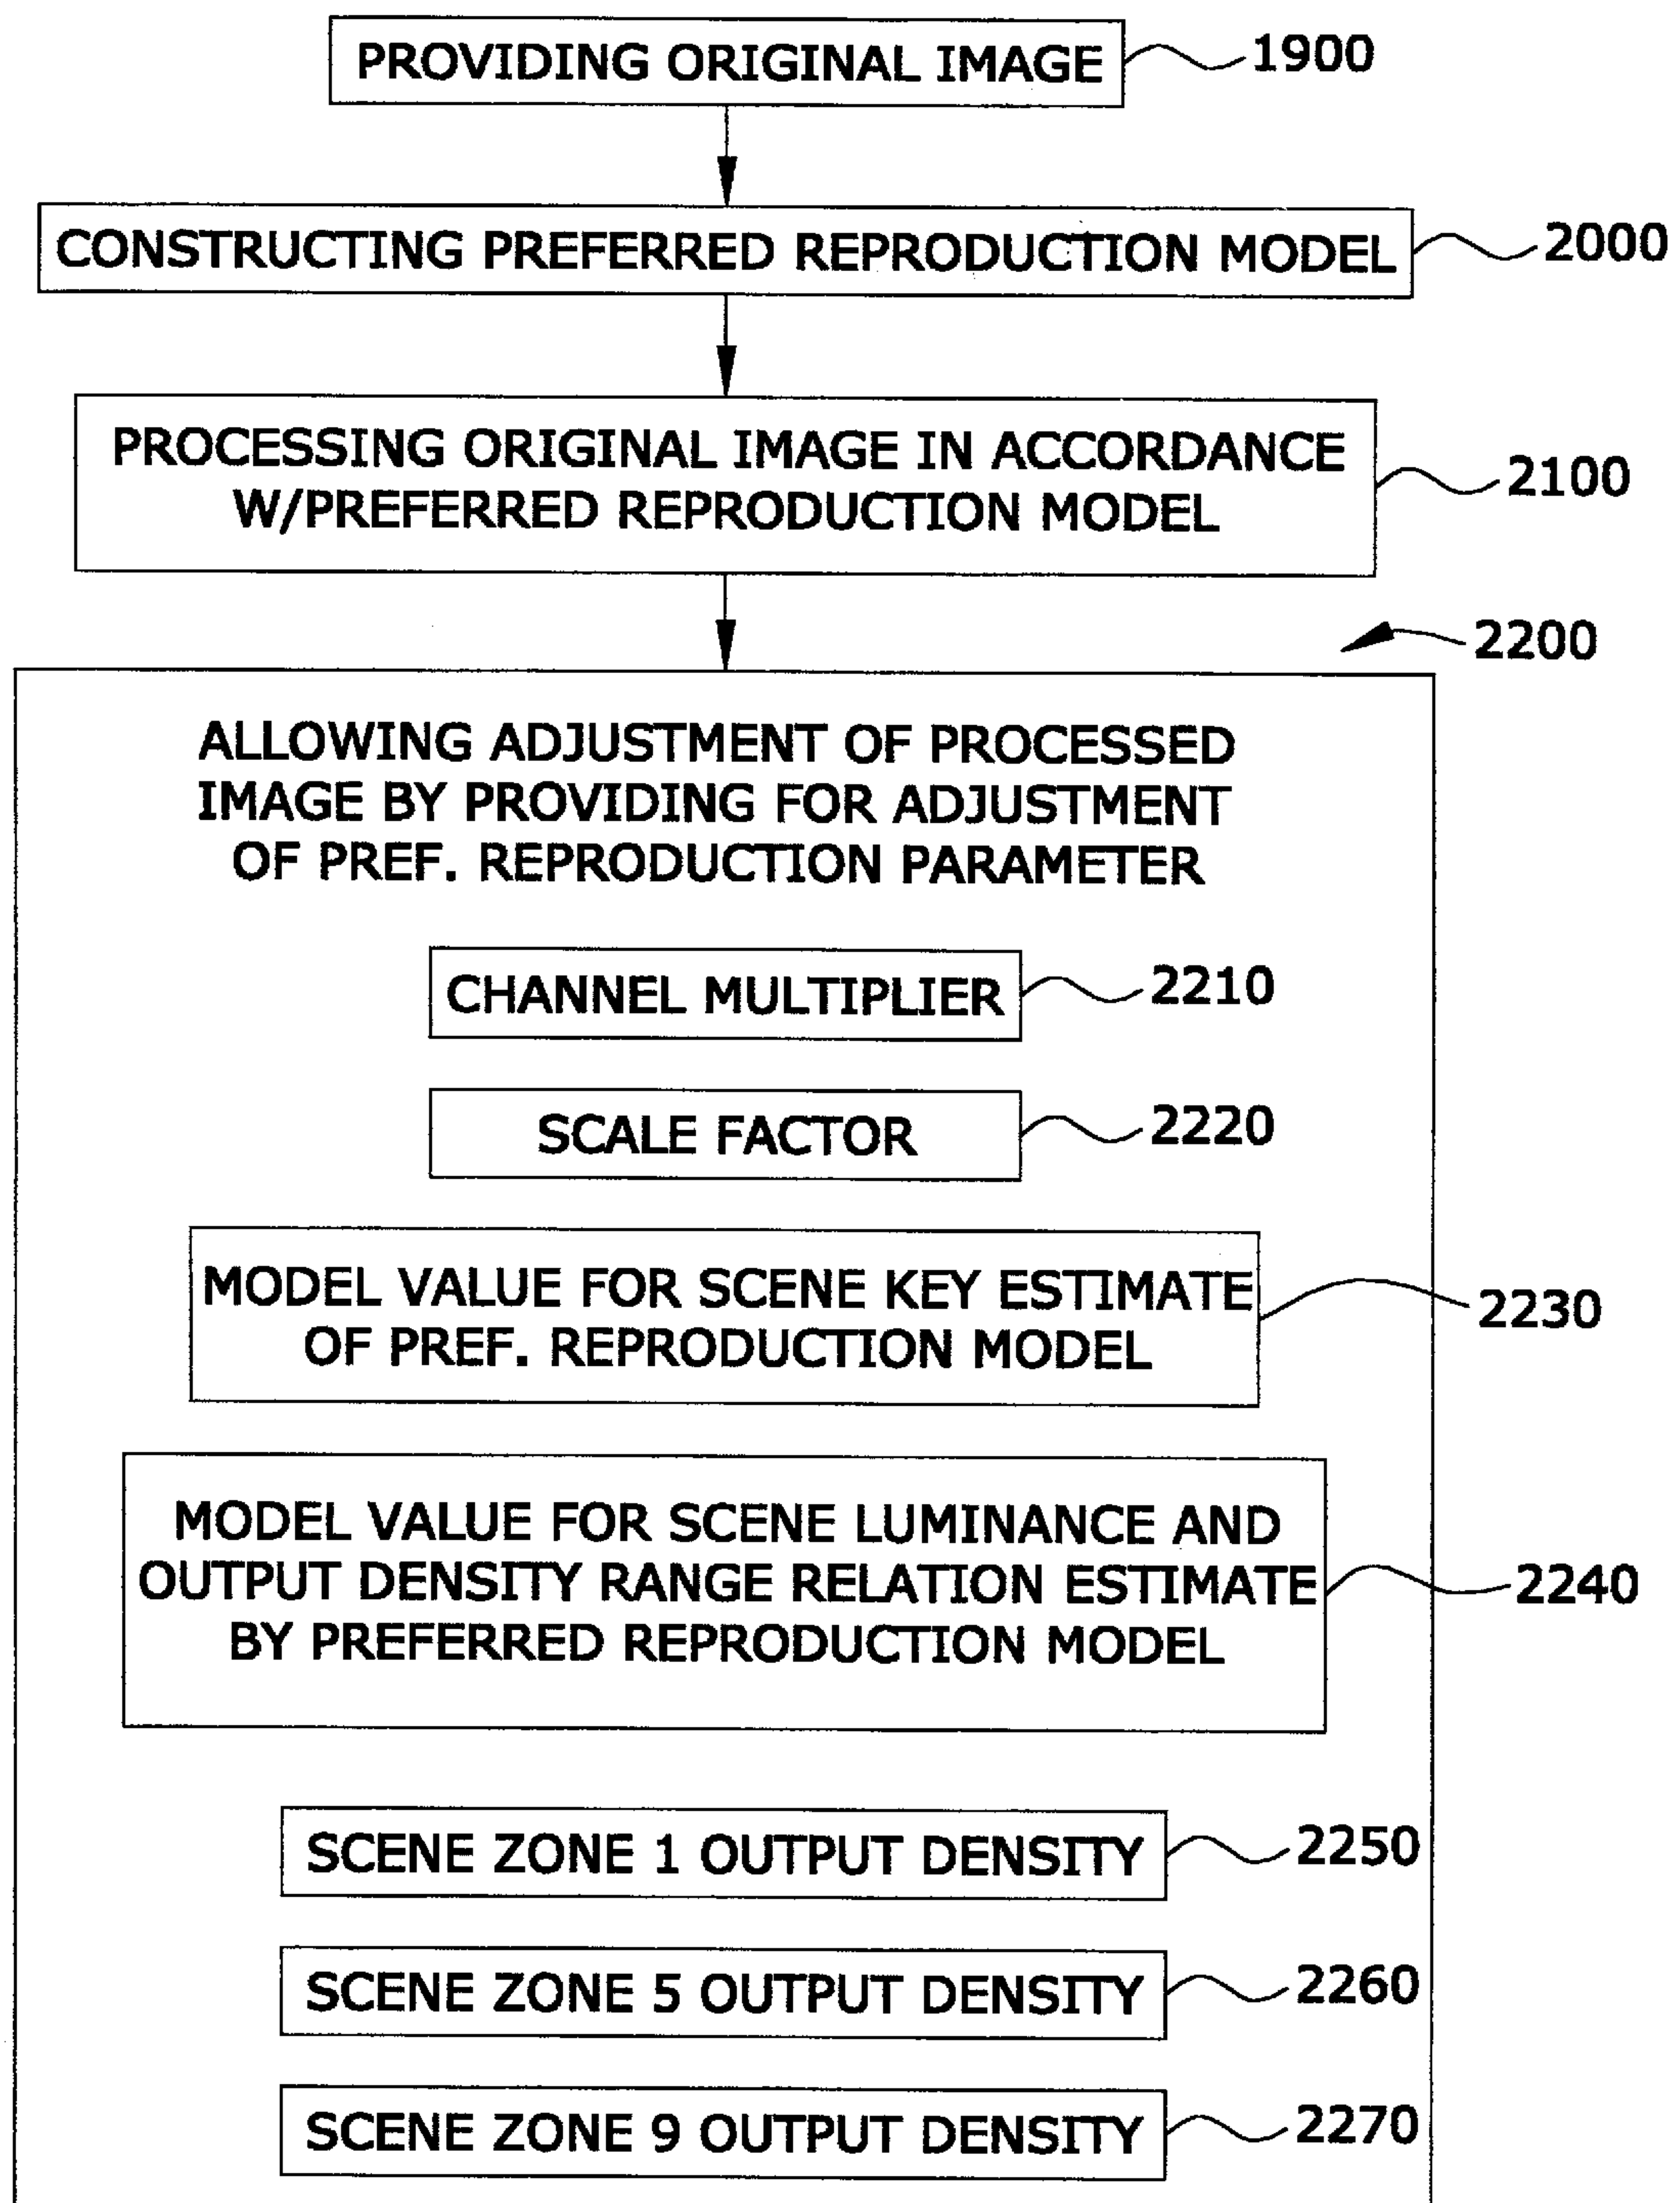 PROVIDING ORIGINAL IMAGE 1900
CONSTRUCTING PREFERRED REPRODUCTION MODEL 2000
PROCESSING ORIGINAL IMAGE IN ACCORDANCE
W/PREFERRED REPRODUCTION MODEL
2100
2200
ALLOWING ADJUSTMENT OF PROCESSED
IMAGE BY PROVIDING FOR ADJUSTMENT
OF PREF. REPRODUCTION PARAMETER
CHANNEL MULTIPLIER 2210
SCALE FACTOR 2220
MODEL VALUE FOR SCENE KEY ESTIMATE
OF PREF. REPRODUCTION MODEL
2230
MODEL VALUE FOR SCENE LUMINANCE AND
OUTPUT DENSITY RANGE RELATION ESTIMATE
BY PREFERRED REPRODUCTION MODEL
2240
SCENE ZONE 1 OUTPUT DENSITY 2250
SCENE ZONE 5 OUTPUT DENSITY 2260
SCENE ZONE 9 OUTPUT DENSITY 2270